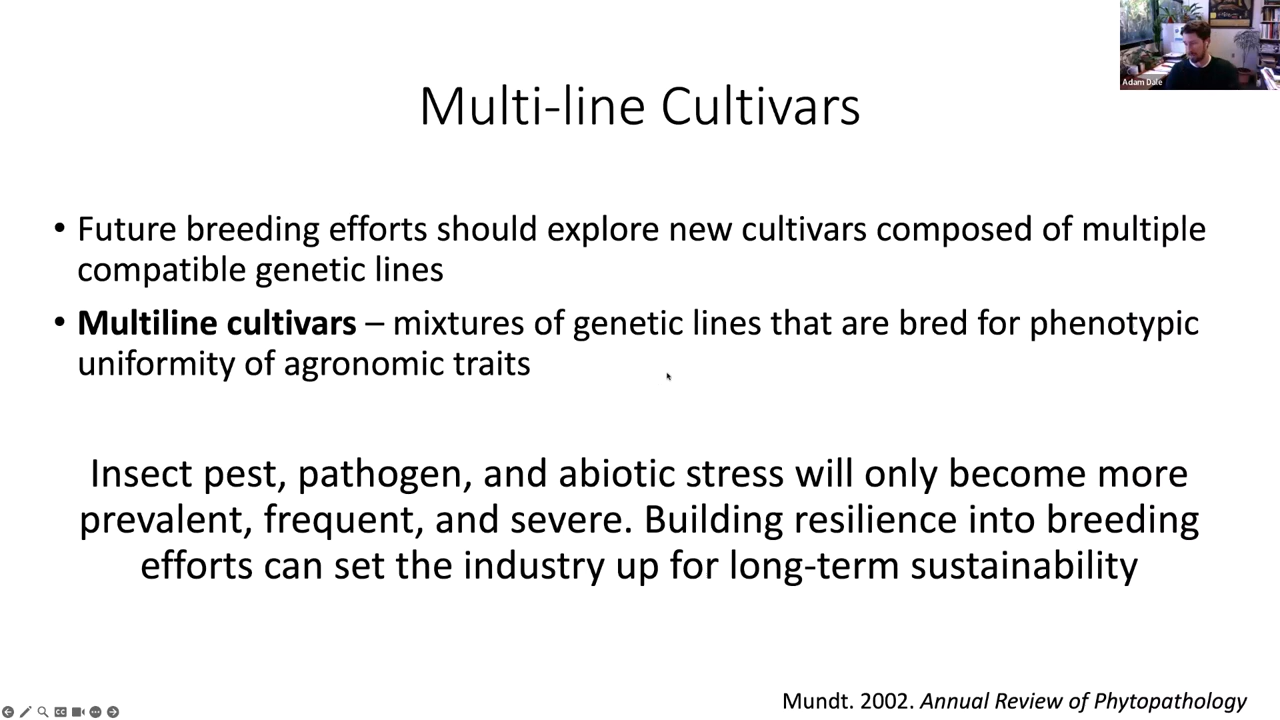 Adam Dale
Multi-line Cultivars
• Future breeding efforts should explore new cultivars composed of multiple
compatible genetic lines
• Multiline cultivars – mixtures of genetic lines that are bred for phenotypic
uniformity of agronomic traits
Insect pest, pathogen, and abiotic stress will only become more
prevalent, frequent, and severe. Building resilience into breeding
efforts can set the industry up for long-term sustainability
Mundt. 2002. Annual Review of Phytopathology
CC